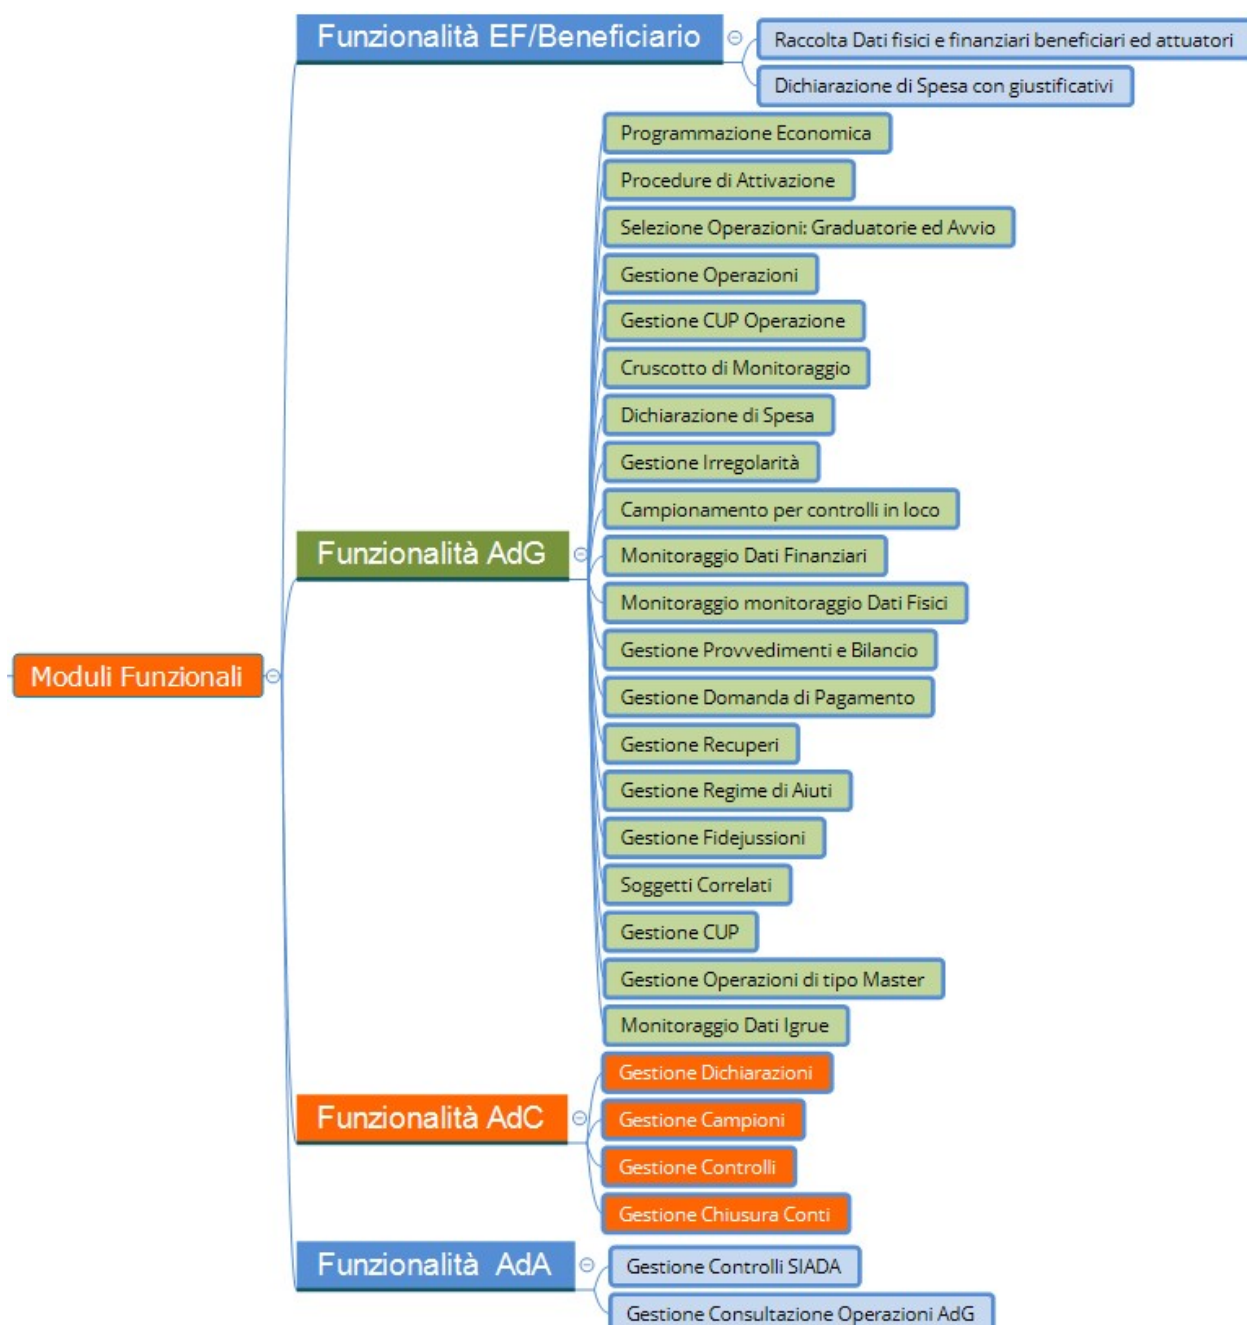 Funzionalità EF/Beneficiario
Raccolta Dati fisici e finanziari beneficiari ed attuatori
Dichiarazione di Spesa con giustificativi
Programmazione Economica
Procedure di Attivazione
Selezione Operazioni: Graduatorie ed Avvio
Gestione Operazioni
Gestione CUP Operazione
Cruscotto di Monitoraggio
Dichiarazione di Spesa
Gestione Irregolarità
Campionamento per controlli in loco
Funzionalità AdG
Monitoraggio Dati Finanziari
Monitoraggio monitoraggio Dati Fisici
Gestione Provvedimenti e Bilancio
Moduli Funzionali
Gestione Domanda di Pagamento
Gestione Recuperi
Gestione Regime di Aiuti
Gestione Fidejussioni
Soggetti Correlati
Gestione CUP
Gestione Operazioni di tipo Master
Monitoraggio Dati Igrue
Gestione Dichiarazioni
Funzionalità AdC
Gestione Campioni
Gestione Controlli
Gestione Chiusura Conti
Funzionalità AdA
Gestione Controlli SIADA
Gestione Consultazione Operazioni AdG